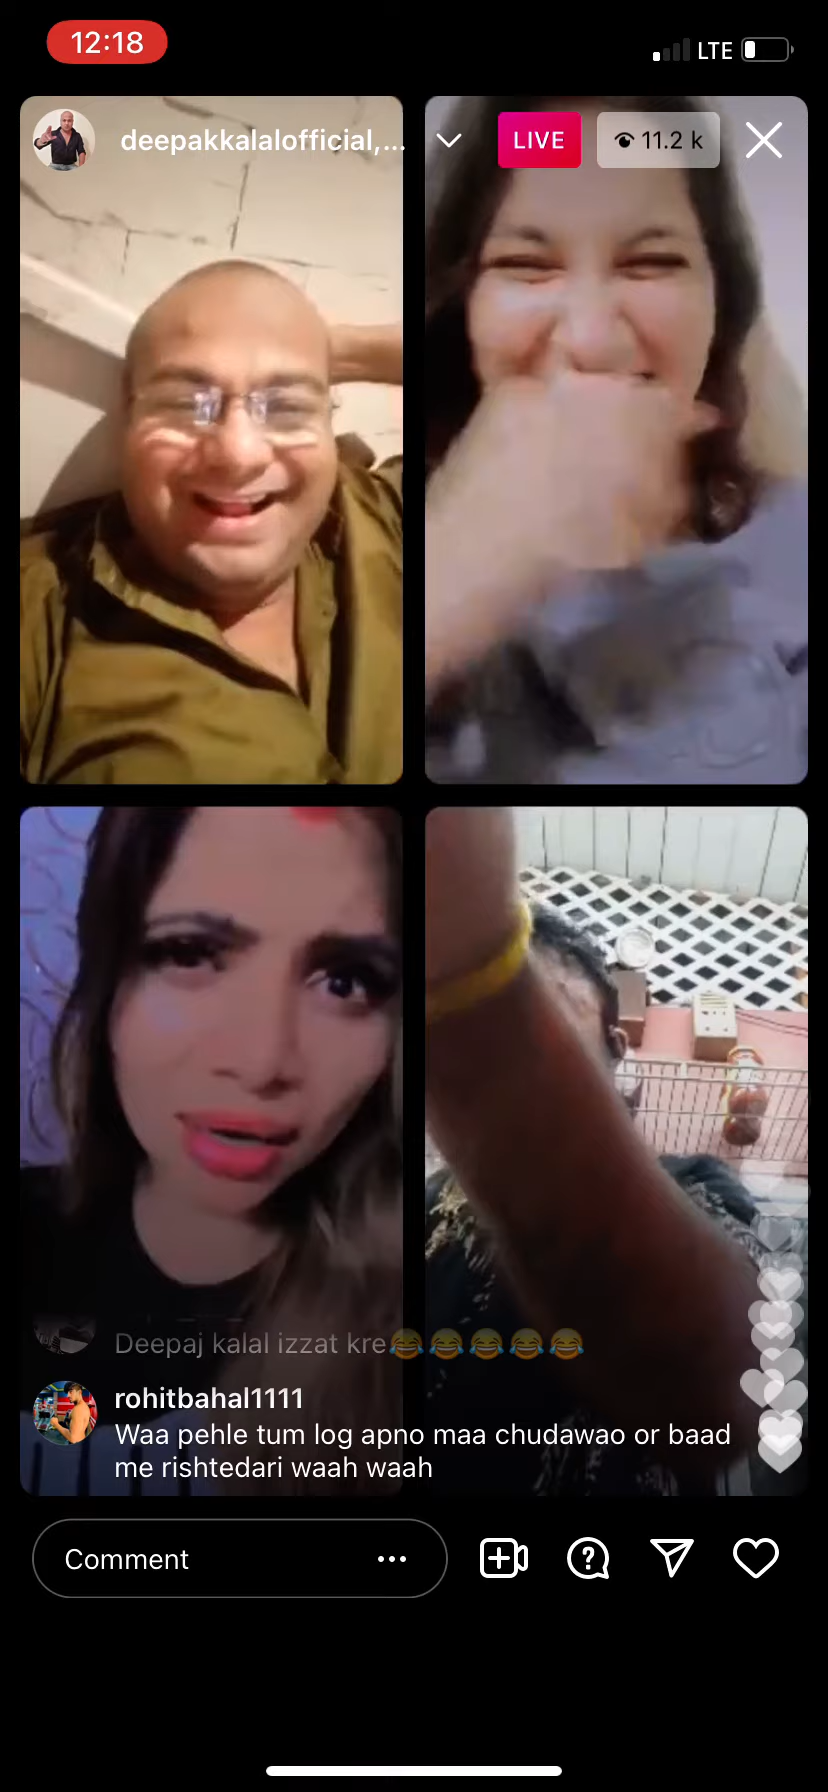 12:18
LTE
deepakkalalofficial,...
LIVE
11.2 k
Deepaj kalal izzat kre😂😂😂😂😂
rohitbahal1111
Waa pehle tum log apno maa chudawao or baad
me rishtedari waah waah
Comment